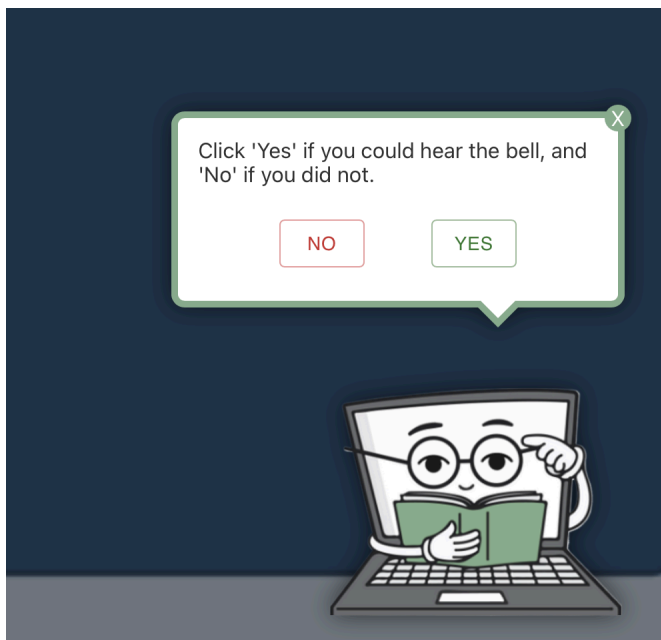 X
Click 'Yes' if you could hear the bell, and
'No' if you did not.
NO
YES